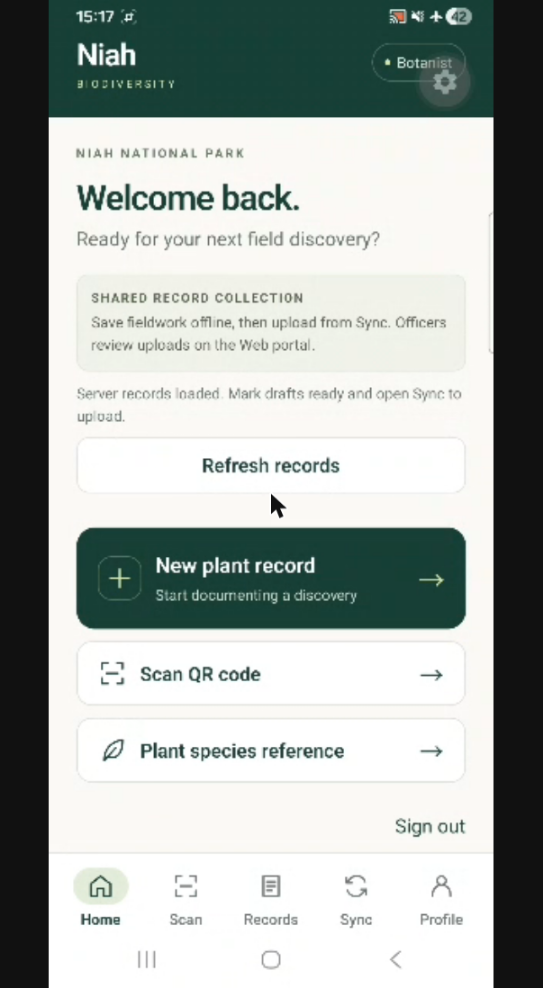 15:17
42
Niah
BIODIVERSITY
Botanist
NIAH NATIONAL PARK
Welcome back.
Ready for your next field discovery?
SHARED RECORD COLLECTION
Save fieldwork offline, then upload from Sync. Officers
review uploads on the Web portal.
Server records loaded. Mark drafts ready and open Sync to
upload.
Refresh records
New plant record
Start documenting a discovery
Scan QR code
Plant species reference
Sign out
Home
Scan
Records
Sync
Profile